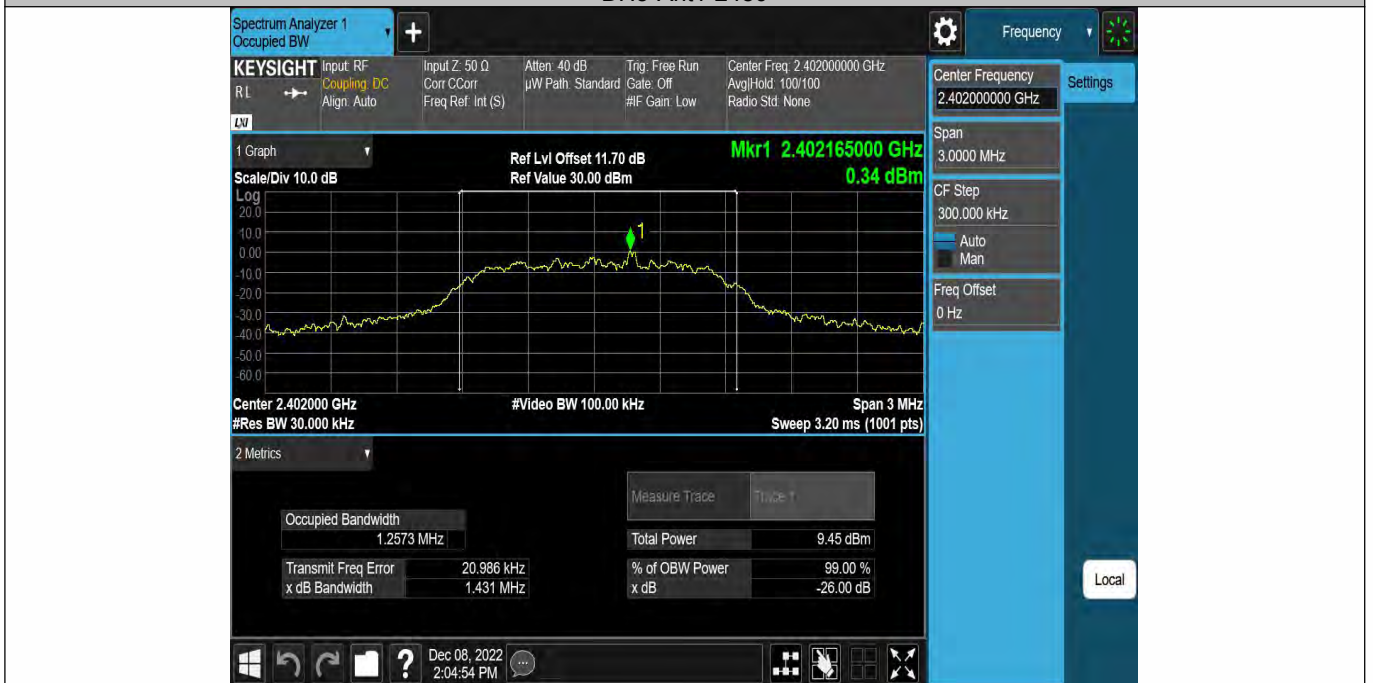 Spectrum Analyzer 1
Occupied BW
+
Frequency
KEYSIGHT
Input: RF
Input Z: 50 Ω
Atten: 40 dB
Trig: Free Run
Center Freq: 2.402000000 GHz
RL
Coupling: DC
Corr CCorr
µW Path: Standard
Gate: Off
Avg|Hold: 100/100
Align: Auto
Freq Ref: Int (S)
#IF Gain: Low
Radio Std: None
LXI
Center Frequency
2.402000000 GHz
Settings
Span
3.0000 MHz
CF Step
300.000 kHz
Auto
Man
Freq Offset
0 Hz
1 Graph
Ref Lvl Offset 11.70 dB
Mkr1 2.402165000 GHz
Scale/Div 10.0 dB
Ref Value 30.00 dBm
0.34 dBm
Log
20.0
10.0
1
0.00
-10.0
-20.0
-30.0
-40.0
-50.0
-60.0
Center 2.402000 GHz
#Video BW 100.00 kHz
Span 3 MHz
#Res BW 30.000 kHz
Sweep 3.20 ms (1001 pts)
2 Metrics
Measure Trace
Trace 1
Occupied Bandwidth
1.2573 MHz
Total Power
9.45 dBm
Transmit Freq Error
20.986 kHz
% of OBW Power
99.00 %
x dB Bandwidth
1.431 MHz
x dB
-26.00 dB
Local
?
Dec 08, 2022
2:04:54 PM